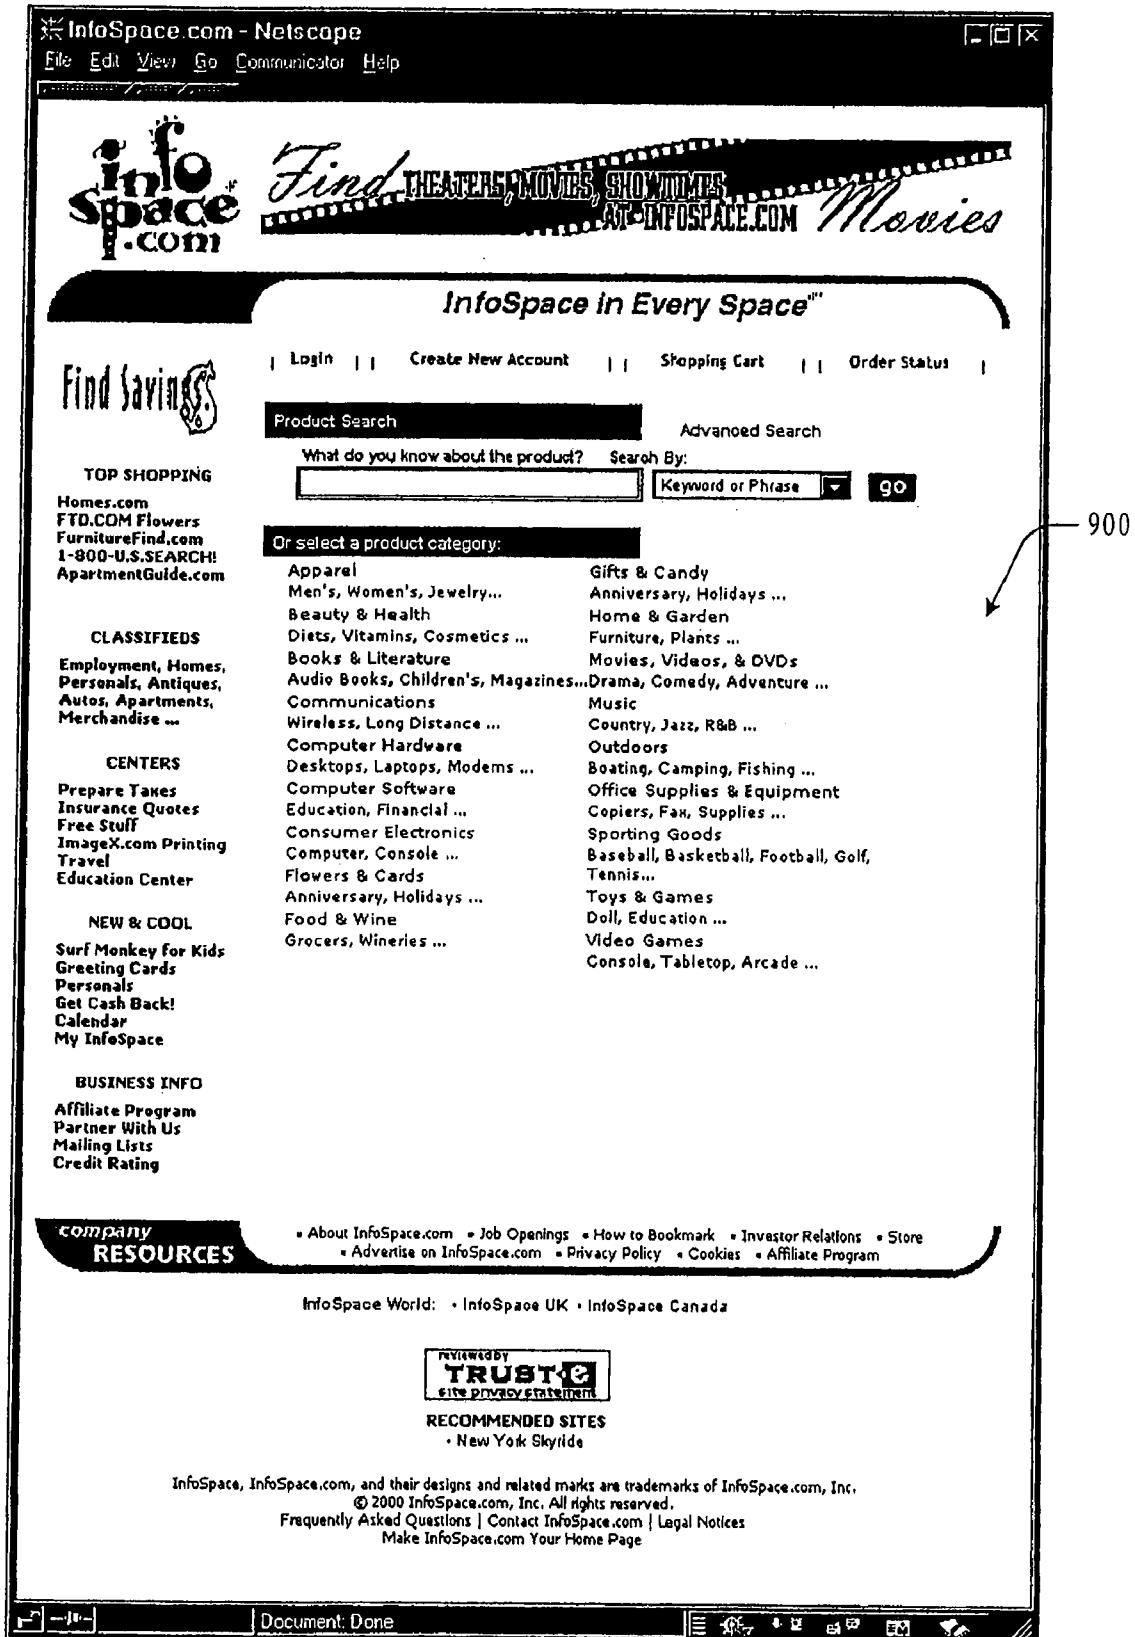 InfoSpace.com - Netscape
File Edit View Go Communicator Help
info
space
.com
Find THEATERS, MOVIES, SHOWTIMES
AT INFOSPACE.COM Movies
InfoSpace in Every Space
Find Savings
| Login | | Create New Account | | Shopping Cart | | Order Status |
Product Search
Advanced Search
What do you know about the product? Search By:
Keyword or Phrase go
TOP SHOPPING
Homes.com
FTD.COM Flowers
FurnitureFind.com
1-800-U.S.SEARCH!
ApartmentGuide.com
CLASSIFIEDS
Employment, Homes,
Personals, Antiques,
Autos, Apartments,
Merchandise ...
CENTERS
Prepare Taxes
Insurance Quotes
Free Stuff
ImageX.com Printing
Travel
Education Center
NEW & COOL
Surf Monkey for Kids
Greeting Cards
Personals
Get Cash Back!
Calendar
My InfoSpace
BUSINESS INFO
Affiliate Program
Partner With Us
Mailing Lists
Credit Rating
Or select a product category:
Apparel
Men's, Women's, Jewelry...
Beauty & Health
Diets, Vitamins, Cosmetics ...
Books & Literature
Audio Books, Children's, Magazines...
Communications
Wireless, Long Distance ...
Computer Hardware
Desktops, Laptops, Modems ...
Computer Software
Education, Financial ...
Consumer Electronics
Computer, Console ...
Flowers & Cards
Anniversary, Holidays ...
Food & Wine
Grocers, Wineries ...
Gifts & Candy
Anniversary, Holidays ...
Home & Garden
Furniture, Plants ...
Movies, Videos, & DVDs
Drama, Comedy, Adventure ...
Music
Country, Jazz, R&B ...
Outdoors
Boating, Camping, Fishing ...
Office Supplies & Equipment
Copiers, Fax, Supplies ...
Sporting Goods
Baseball, Basketball, Football, Golf,
Tennis...
Toys & Games
Doll, Education ...
Video Games
Console, Tabletop, Arcade ...
900
company
RESOURCES
• About InfoSpace.com • Job Openings • How to Bookmark • Investor Relations • Store
• Advertise on InfoSpace.com • Privacy Policy • Cookies • Affiliate Program
InfoSpace World: • InfoSpace UK • InfoSpace Canada
reviewed by
TRUSTe
site privacy statement
RECOMMENDED SITES
• New York Skyride
InfoSpace, InfoSpace.com, and their designs and related marks are trademarks of InfoSpace.com, Inc.
© 2000 InfoSpace.com, Inc. All rights reserved.
Frequently Asked Questions | Contact InfoSpace.com | Legal Notices
Make InfoSpace.com Your Home Page
Document: Done